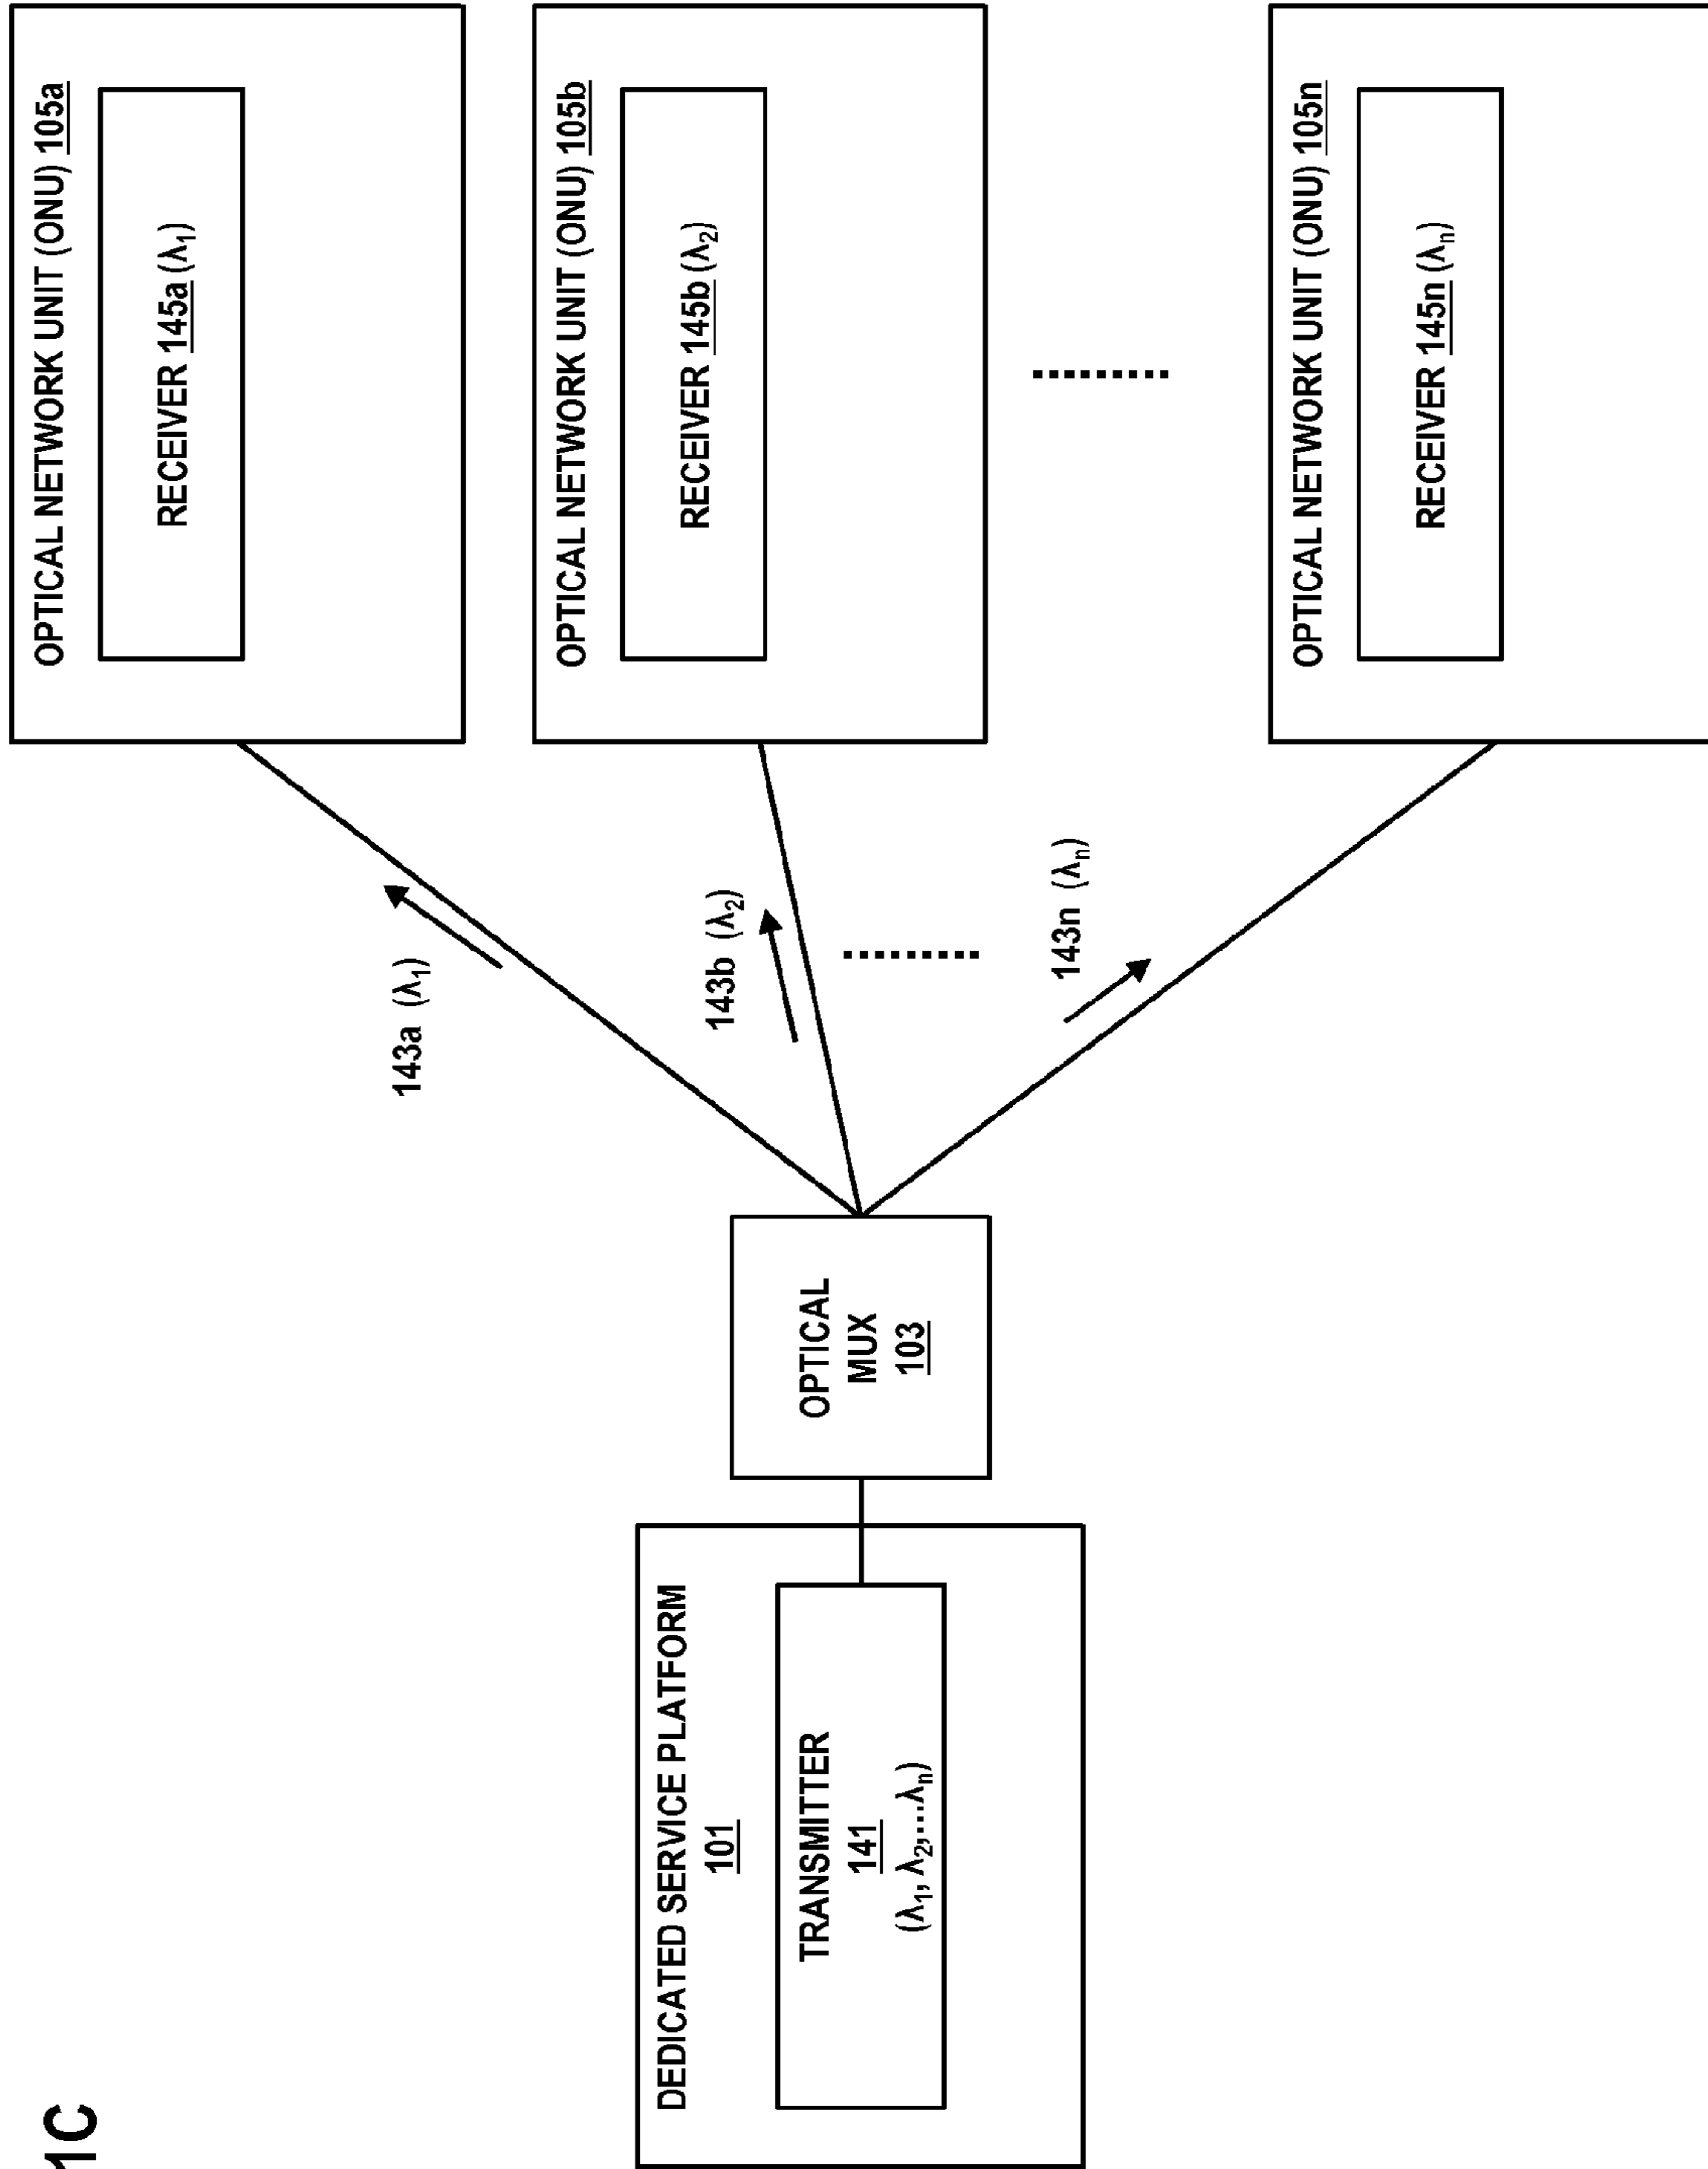 1C
DEDICATED SERVICE PLATFORM
101
TRANSMITTER
141
(λ₁, λ₂,...λₙ)
OPTICAL
MUX
103
143a (λ₁)
143b (λ₂)
143n (λₙ)
OPTICAL NETWORK UNIT (ONU) 105a
RECEIVER 145a (λ₁)
OPTICAL NETWORK UNIT (ONU) 105b
RECEIVER 145b (λ₂)
OPTICAL NETWORK UNIT (ONU) 105n
RECEIVER 145n (λₙ)